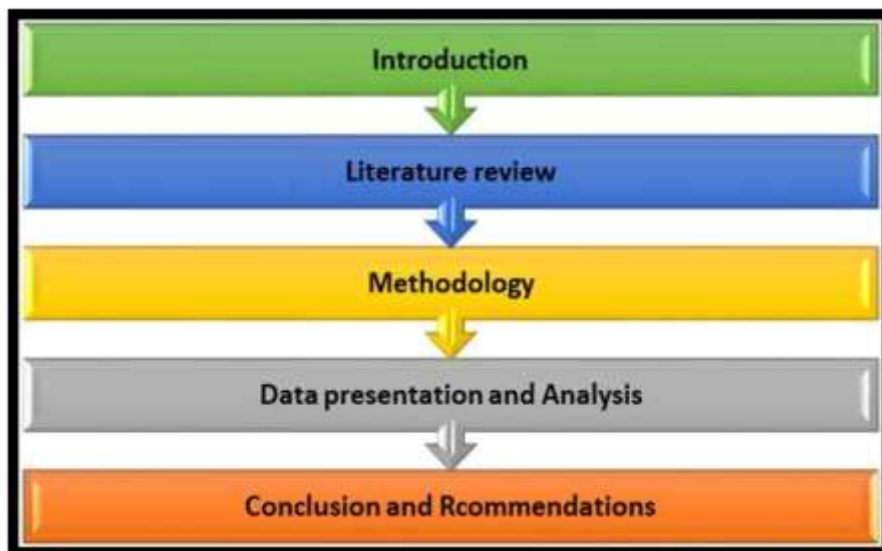 Introduction
Literature review
Methodology
Data presentation and Analysis
Conclusion and Rcommendations